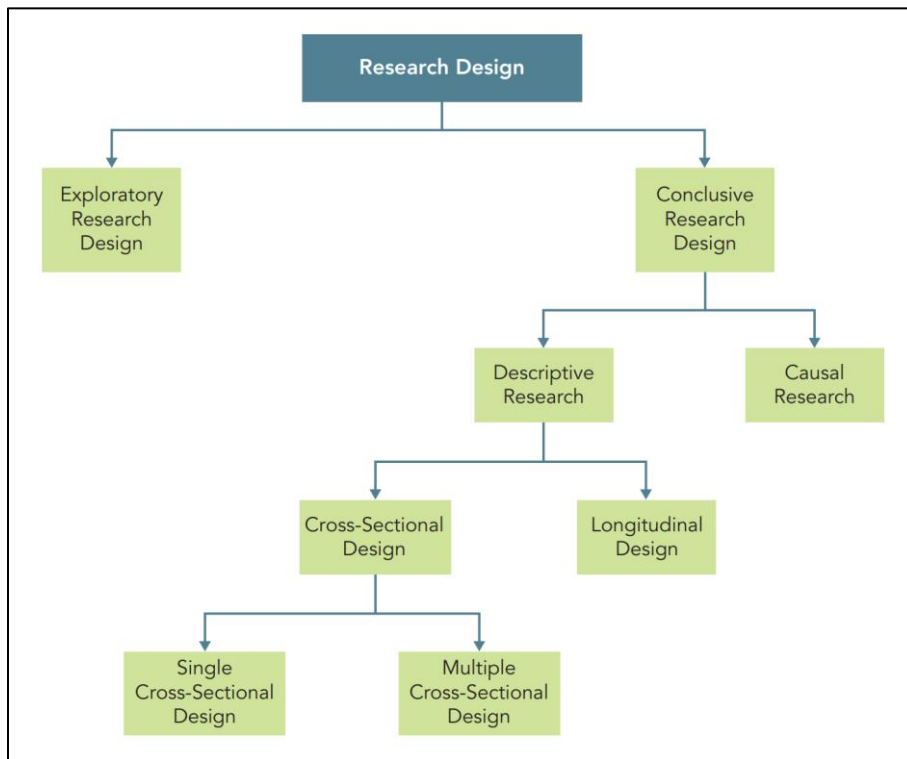 Research Design
Exploratory
Research
Design
Conclusive
Research
Design
Descriptive
Research
Causal
Research
Cross-Sectional
Design
Longitudinal
Design
Single
Cross-Sectional
Design
Multiple
Cross-Sectional
Design